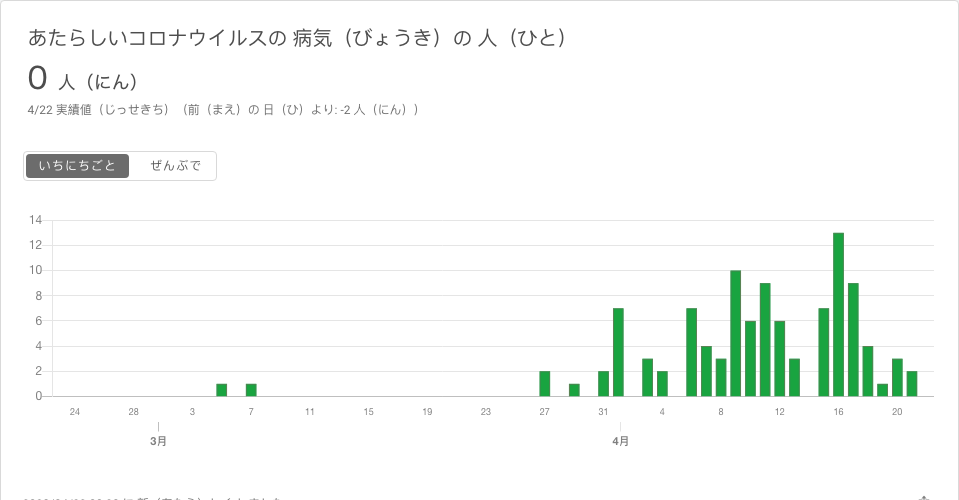 あたらしいコロナウイルスの 病気（びょうき）の 人（ひと）
0 人（にん）
4/22 実績値（じっせきち）（前（まえ）の 日（ひ）より: -2 人（にん））
いちにちごと ぜんぶで
14
12
10
8
6
4
2
0
24 28 3 7 11 15 19 23 27 31 4 8 12 16 20
3月 4月